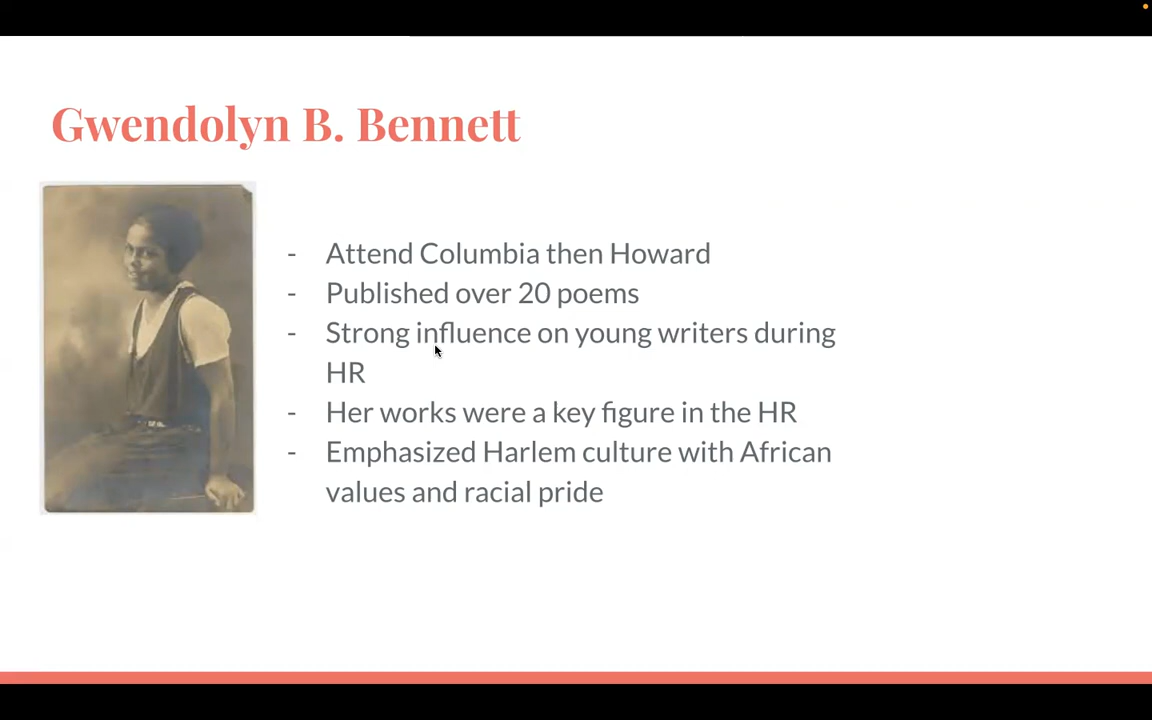 Gwendolyn B. Bennett
- Attend Columbia then Howard
- Published over 20 poems
- Strong influence on young writers during
HR
- Her works were a key figure in the HR
- Emphasized Harlem culture with African
values and racial pride